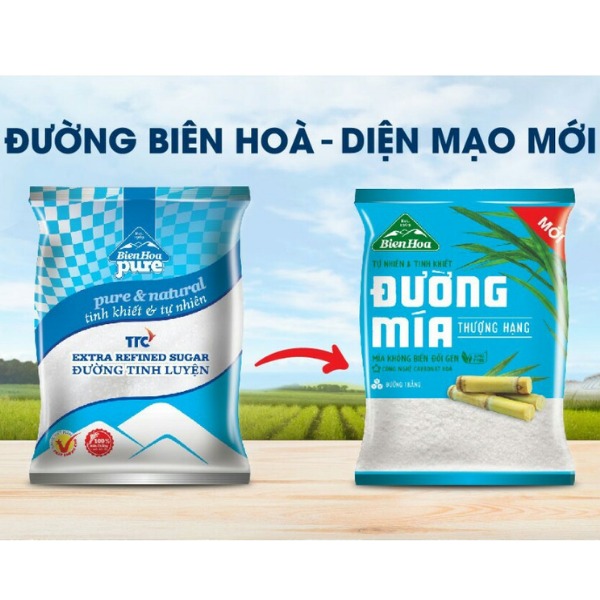 ĐƯỜNG BIÊN HOÀ - DIỆN MẠO MỚI
BienHoa
pure
pure & natural
tinh khiết & tự nhiên
TTC
EXTRA REFINED SUGAR
ĐƯỜNG TINH LUYỆN
100%
BienHoa
MỚI
TỰ NHIÊN & TINH KHIẾT
ĐƯỜNG
MÍA
THƯỢNG HẠNG
MÍA KHÔNG BIẾN ĐỔI GEN
CÔNG NGHỆ CARBONAT HOÁ
ĐƯỜNG TRẮNG